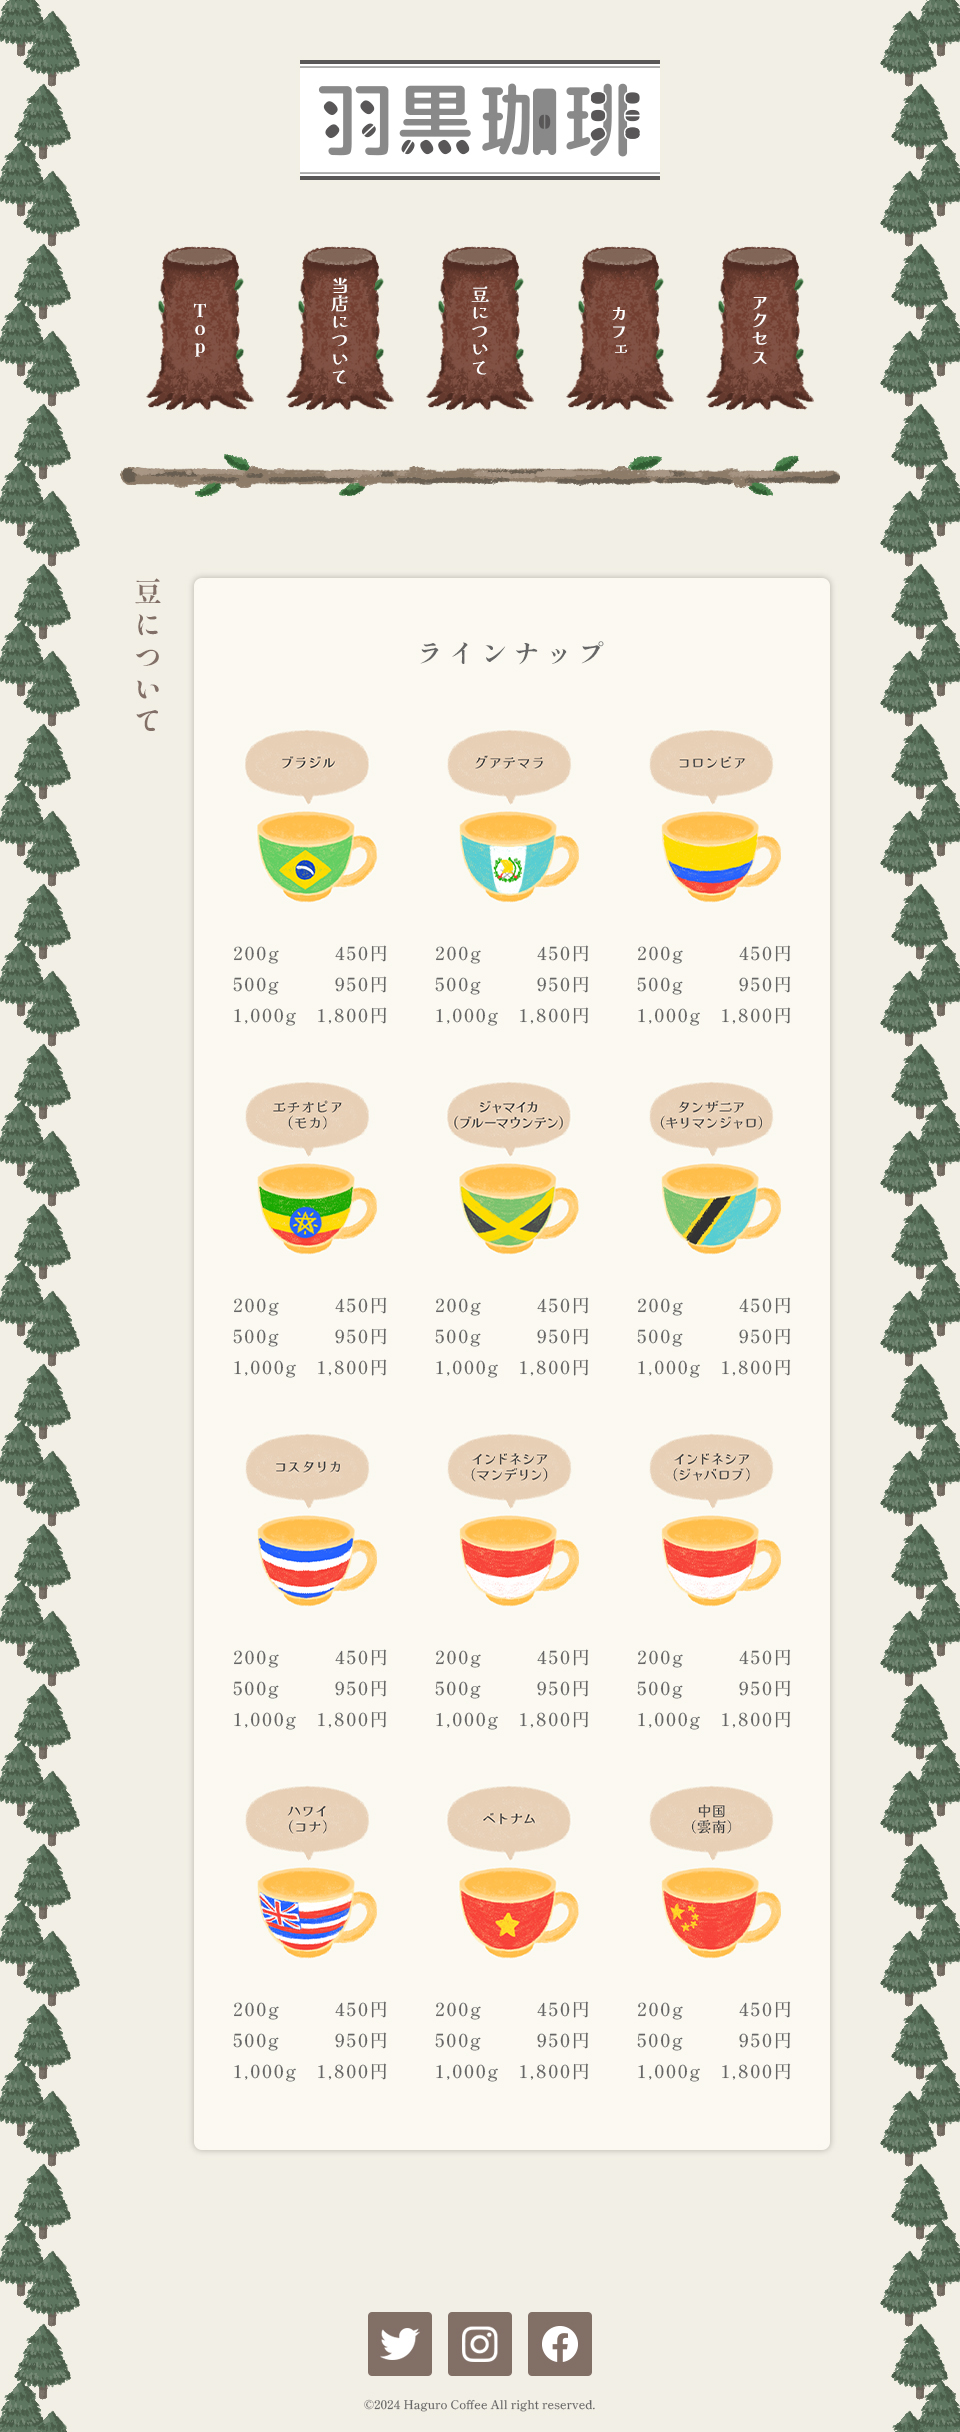 羽黒珈琲
Top
当店について
豆について
カフェ
アクセス
豆について
ラインナップ
ブラジル
200g 450円
500g 950円
1,000g 1,800円
グアテマラ
200g 450円
500g 950円
1,000g 1,800円
コロンビア
200g 450円
500g 950円
1,000g 1,800円
エチオピア
（モカ）
200g 450円
500g 950円
1,000g 1,800円
ジャマイカ
（ブルーマウンテン）
200g 450円
500g 950円
1,000g 1,800円
タンザニア
（キリマンジャロ）
200g 450円
500g 950円
1,000g 1,800円
コスタリカ
200g 450円
500g 950円
1,000g 1,800円
インドネシア
（マンデリン）
200g 450円
500g 950円
1,000g 1,800円
インドネシア
（ジャバロブ）
200g 450円
500g 950円
1,000g 1,800円
ハワイ
（コナ）
200g 450円
500g 950円
1,000g 1,800円
ベトナム
200g 450円
500g 950円
1,000g 1,800円
中国
（雲南）
200g 450円
500g 950円
1,000g 1,800円
©2024 Haguro Coffee All right reserved.